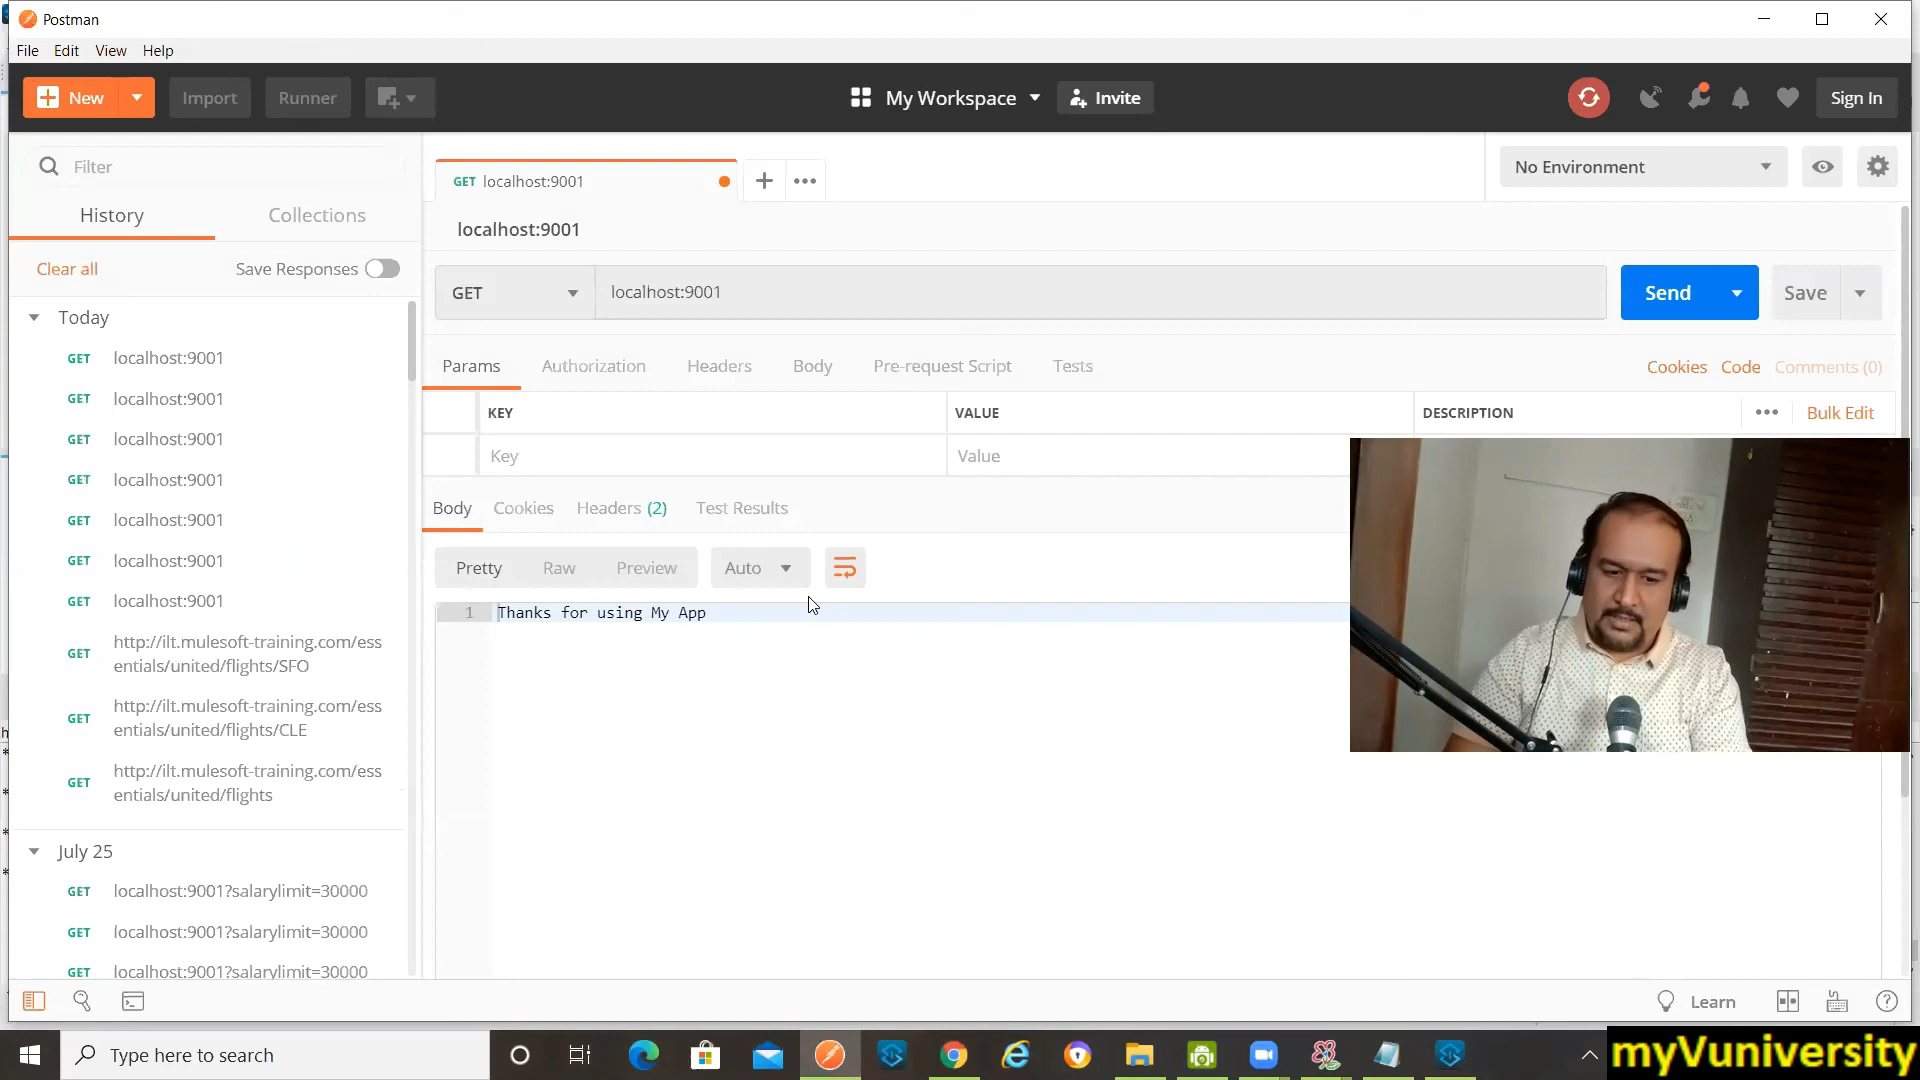 Postman
File Edit View Help
New Import Runner My Workspace Invite Sign In
Filter
History Collections
Clear all Save Responses
Today
GET localhost:9001
GET localhost:9001
GET localhost:9001
GET localhost:9001
GET localhost:9001
GET localhost:9001
GET localhost:9001
GET http://ilt.mulesoft-training.com/ess
entials/united/flights/SFO
GET http://ilt.mulesoft-training.com/ess
entials/united/flights/CLE
GET http://ilt.mulesoft-training.com/ess
entials/united/flights
July 25
GET localhost:9001?salarylimit=30000
GET localhost:9001?salarylimit=30000
GET localhost:9001?salarylimit=30000
GET localhost:9001
No Environment
localhost:9001
GET localhost:9001 Send Save
Params Authorization Headers Body Pre-request Script Tests Cookies Code Comments (0)
KEY VALUE DESCRIPTION Bulk Edit
Key Value
Body Cookies Headers (2) Test Results
Pretty Raw Preview Auto
1 Thanks for using My App
Learn
Type here to search
myVuniversity